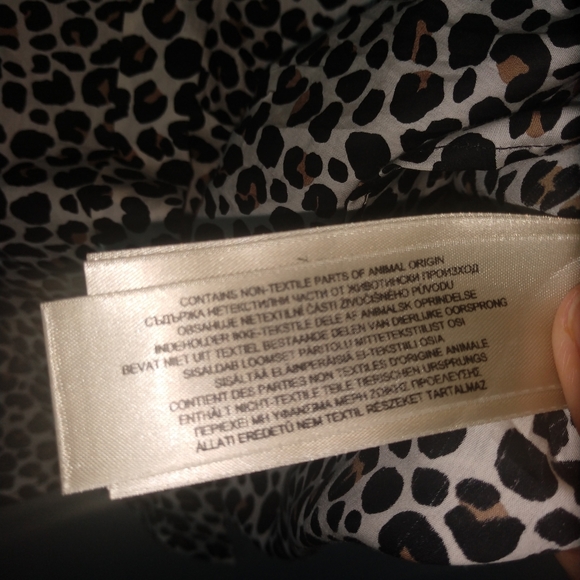 CONTAINS NON-TEXTILE PARTS OF ANIMAL ORIGIN
СЪДЪРЖА НЕТЕКСТИЛНИ ЧАСТИ ОТ ЖИВОТИНСКИ ПРОИЗХОД
OBSAHUJE NETEXTILNÍ ČÁSTI ŽIVOČIŠNÉHO PŮVODU
INDEHOLDER IKKE-TEKSTILE DELE AF ANIMALSK OPRINDELSE
BEVAT NIET UIT TEXTIEL BESTAANDE DELEN VAN DIERLIJKE OORSPRONG
SISALDAB LOOMSET PÄRITOLU MITTETEKSTIILIST OSI
SISÄLTÄÄ ELÄINPERÄISIÄ EI-TEKSTIILI OSIA
CONTIENT DES PARTIES NON TEXTILES D'ORIGINE ANIMALE
ENTHÄLT NICHT-TEXTILE TEILE TIERISCHEN URSPRUNGS
ΠΕΡΙΕΧΕΙ ΜΗ ΥΦΑΝΣΙΜΑ ΜΕΡΗ ΖΩΙΚΗΣ ΠΡΟΕΛΕΥΣΗΣ
ÁLLATI EREDETŰ NEM TEXTIL RÉSZEKET TARTALMAZ